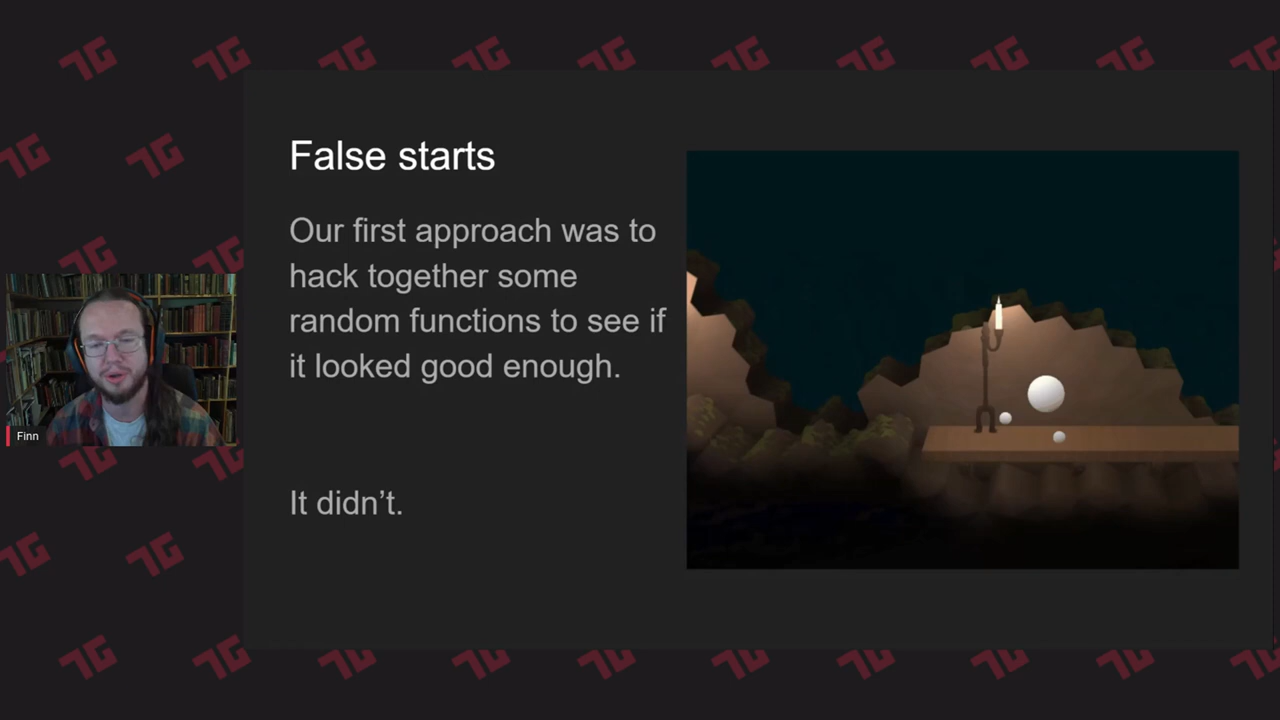 False starts
Our first approach was to
hack together some
random functions to see if
it looked good enough.
It didn’t.
Finn